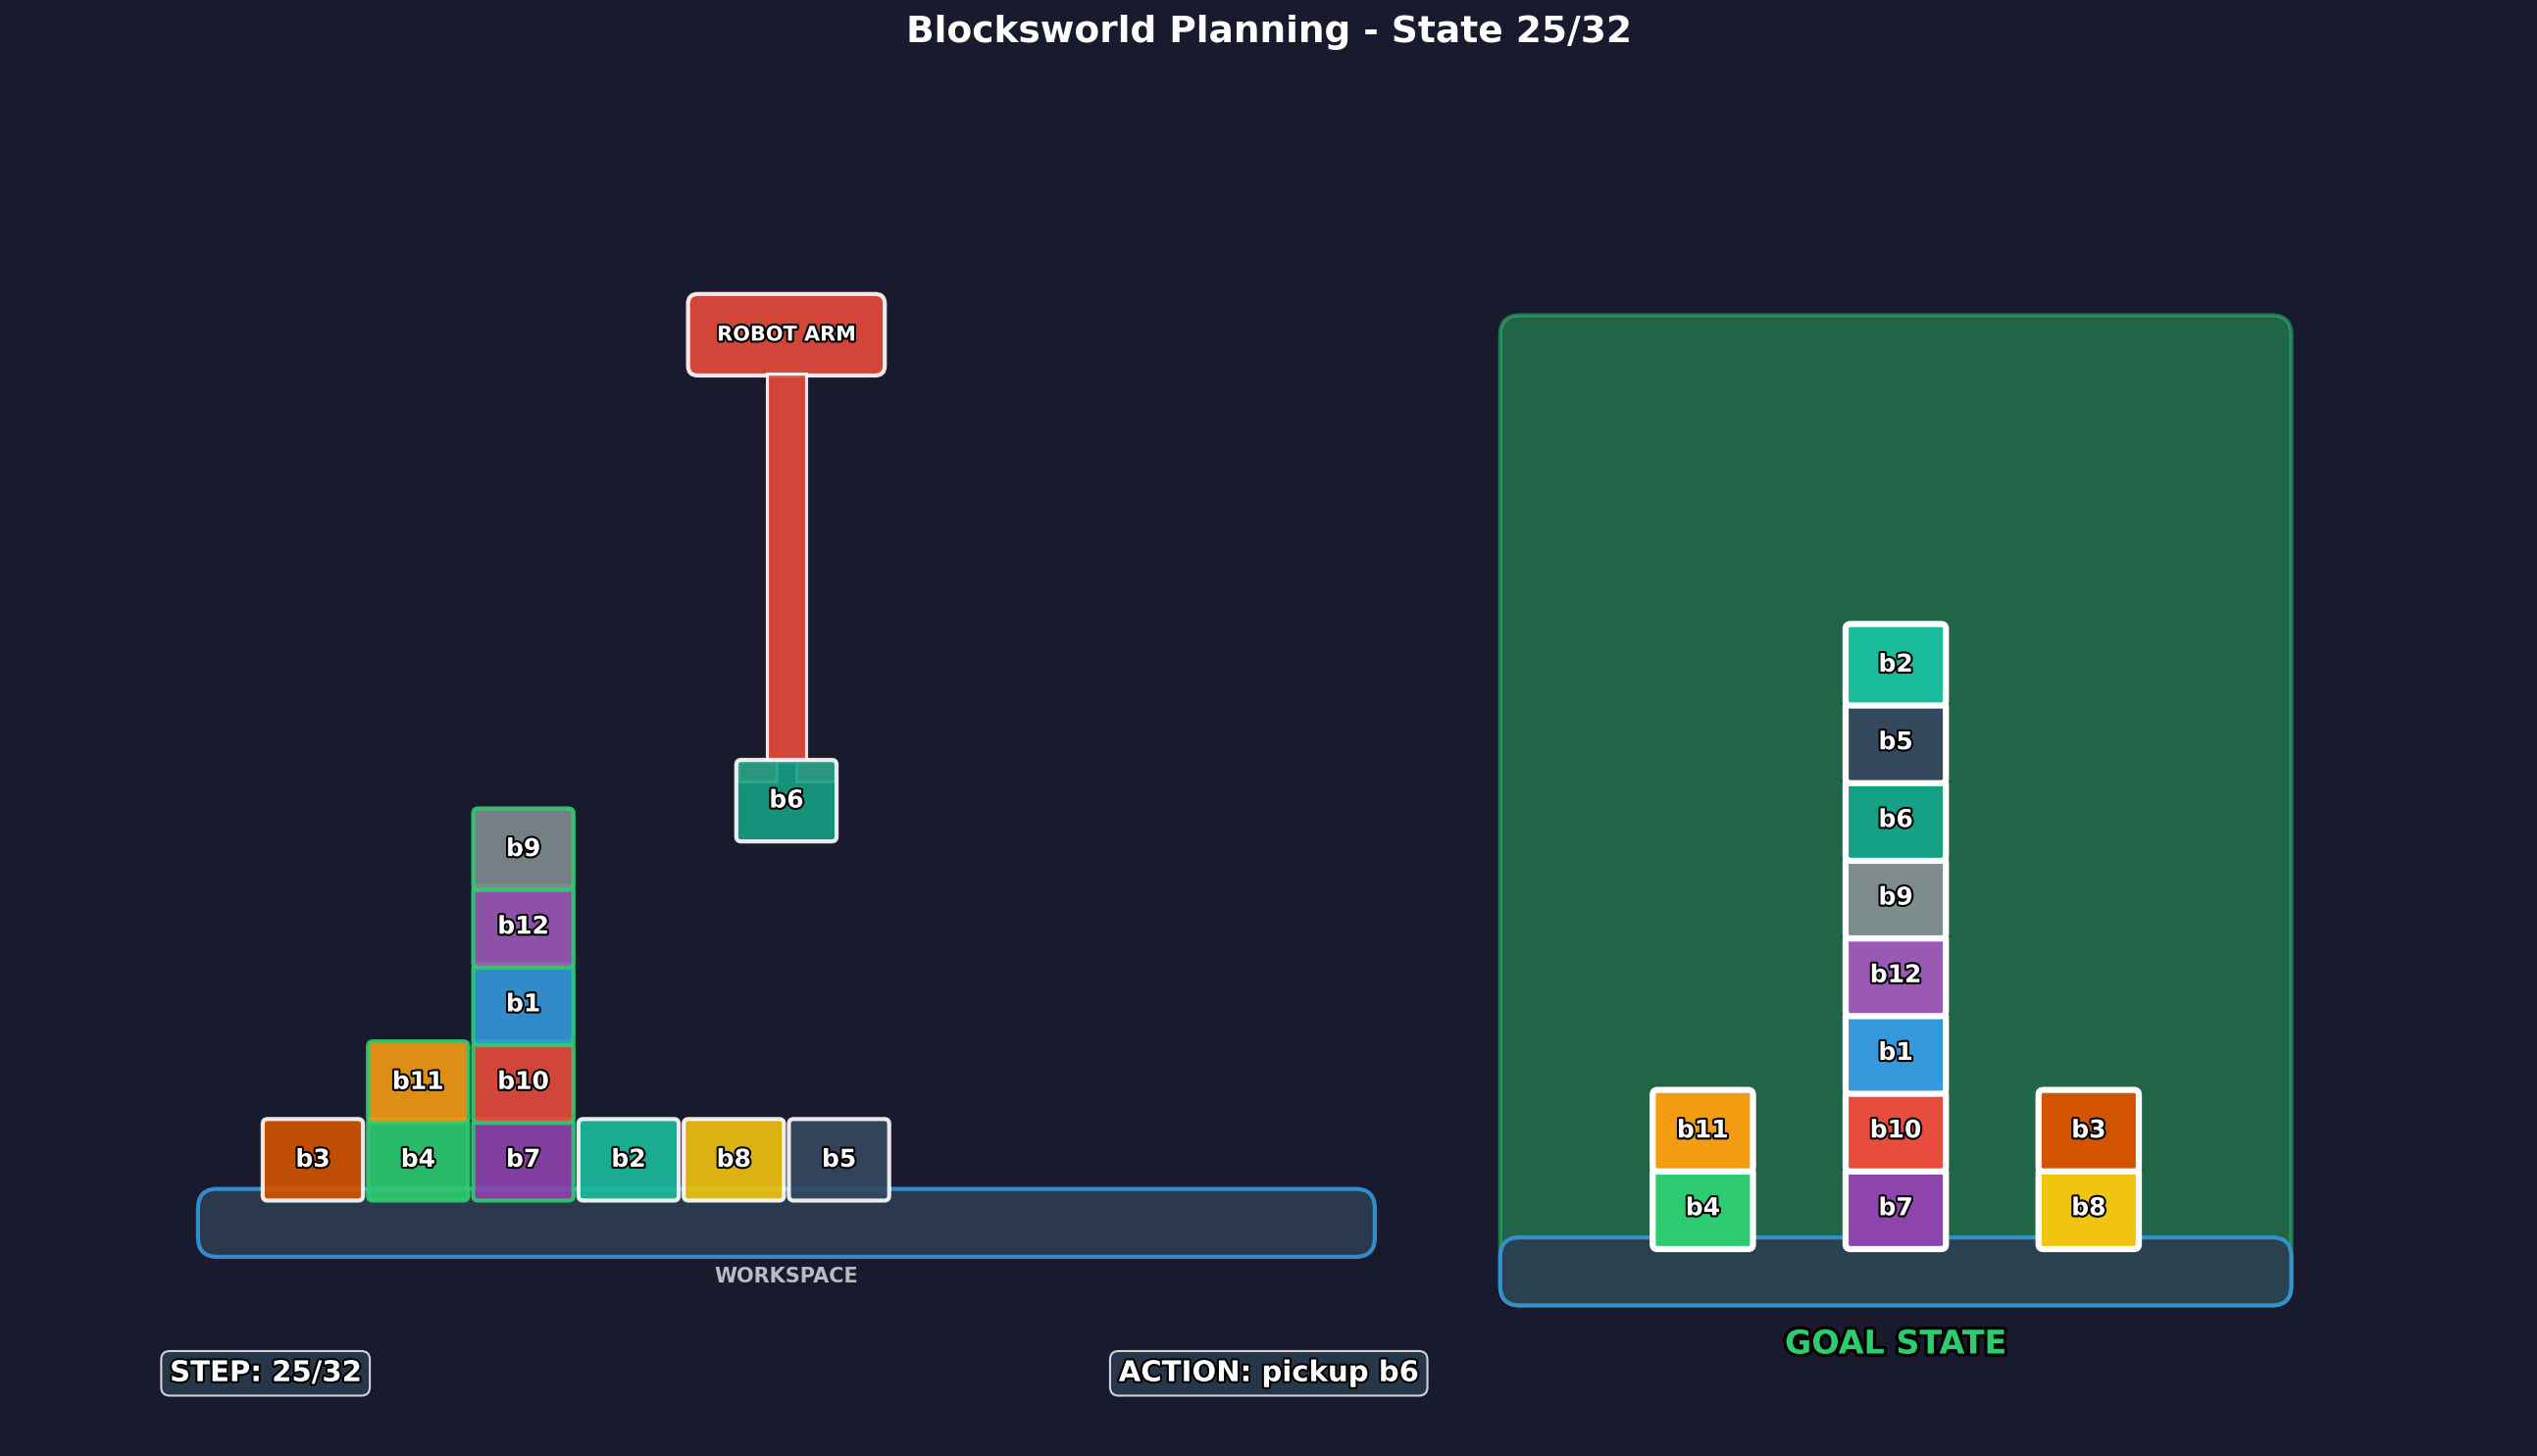 Blocksworld Planning - State 25/32
ROBOT ARM
b6
b9
b12
b1
b11
b10
b3
b4
b7
b2
b8
b5
WORKSPACE
b2
b5
b6
b9
b12
b1
b11
b10
b3
b4
b7
b8
GOAL STATE
STEP: 25/32
ACTION: pickup b6